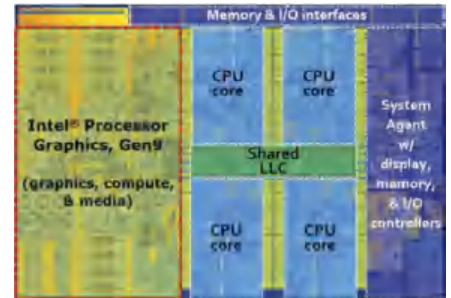 Memory & I/O interfaces
Intel® Processor
Graphics, Gen9
(graphics, compute,
& media)
CPU
core
CPU
core
Shared
LLC
CPU
core
CPU
core
System
Agent
w/
display,
memory,
& I/O
controllers